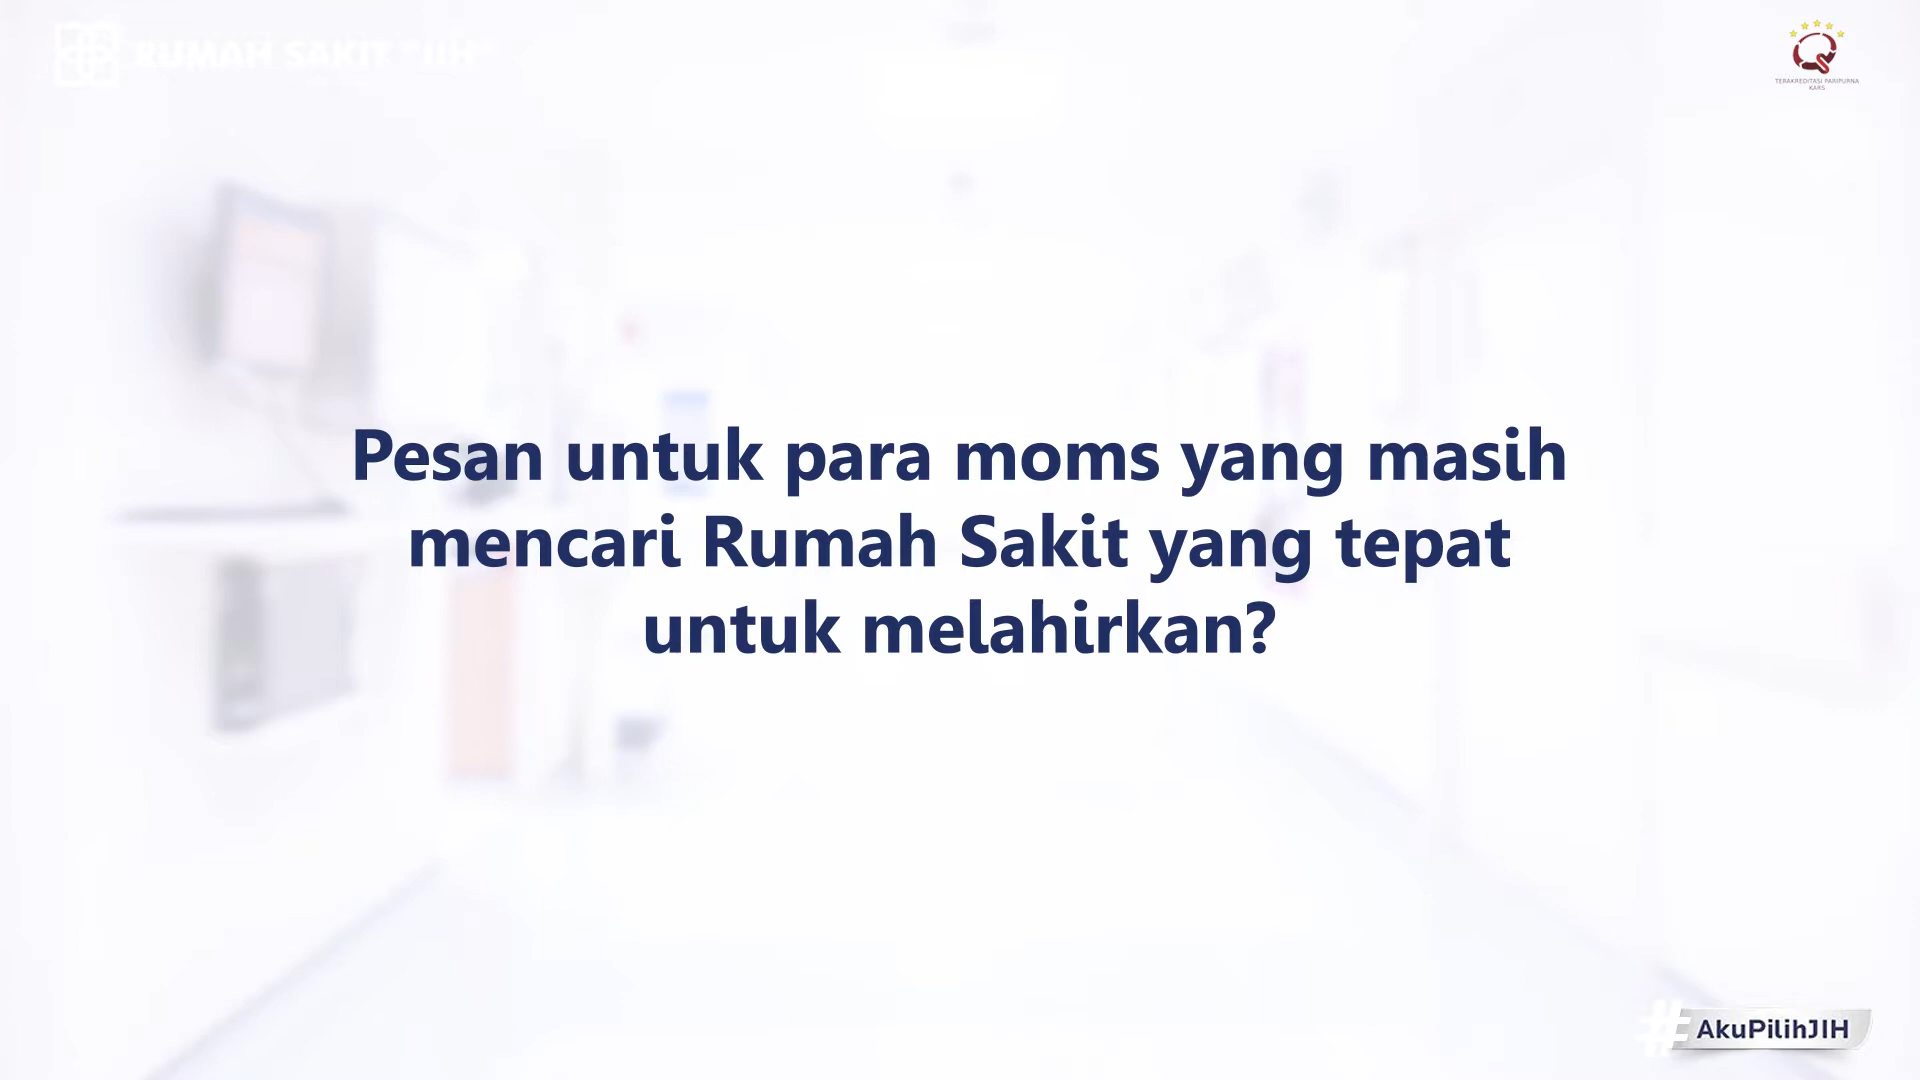 RUMAH SAKIT "JIH"
TERAKREDITASI PARIPURNA
KARS
Pesan untuk para moms yang masih
mencari Rumah Sakit yang tepat
untuk melahirkan?
#AkuPilihJIH